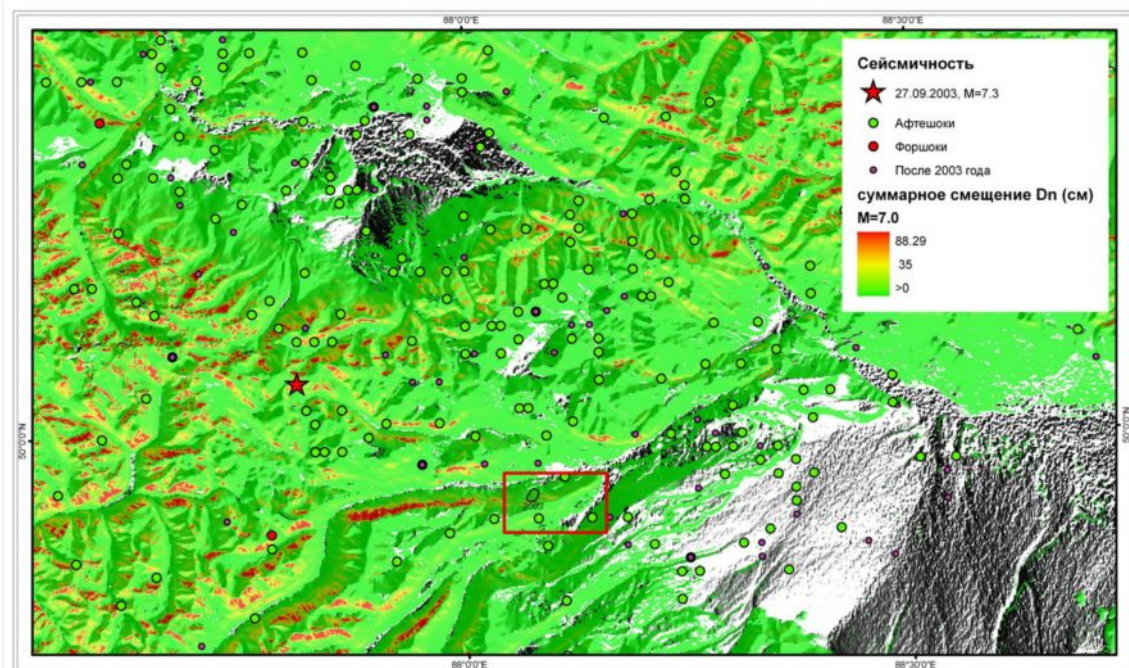 88°0'0"E
88°30'0"E
Сейсмичность
27.09.2003, M=7.3
Афтешоки
Форшоки
После 2003 года
суммарное смещение Dn (см)
M=7.0
88.29
35
>0
50°0'0"N
50°0'0"N
2003
88°0'0"E
88°30'0"E